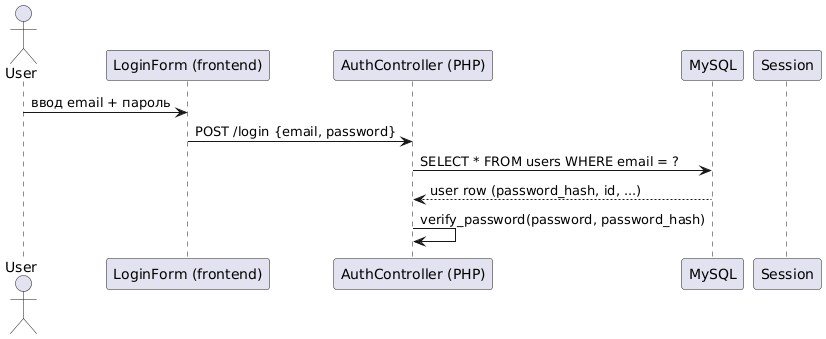 User
LoginForm (frontend)
AuthController (PHP)
MySQL
Session
ввод email + пароль
POST /login {email, password}
SELECT * FROM users WHERE email = ?
user row (password_hash, id, ...)
verify_password(password, password_hash)
User
LoginForm (frontend)
AuthController (PHP)
MySQL
Session